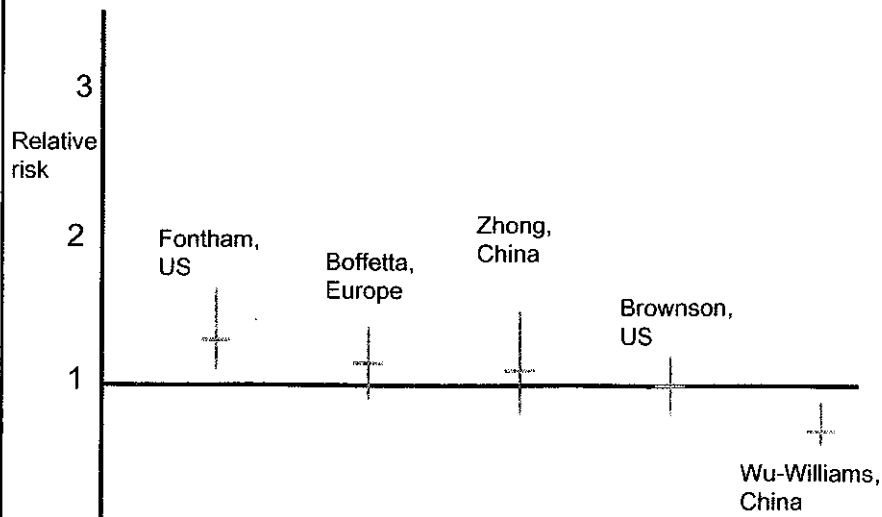 3
Relative
risk
2
Fontham,
US
Boffetta,
Europe
Zhong,
China
Brownson,
US
1
Wu-Williams,
China